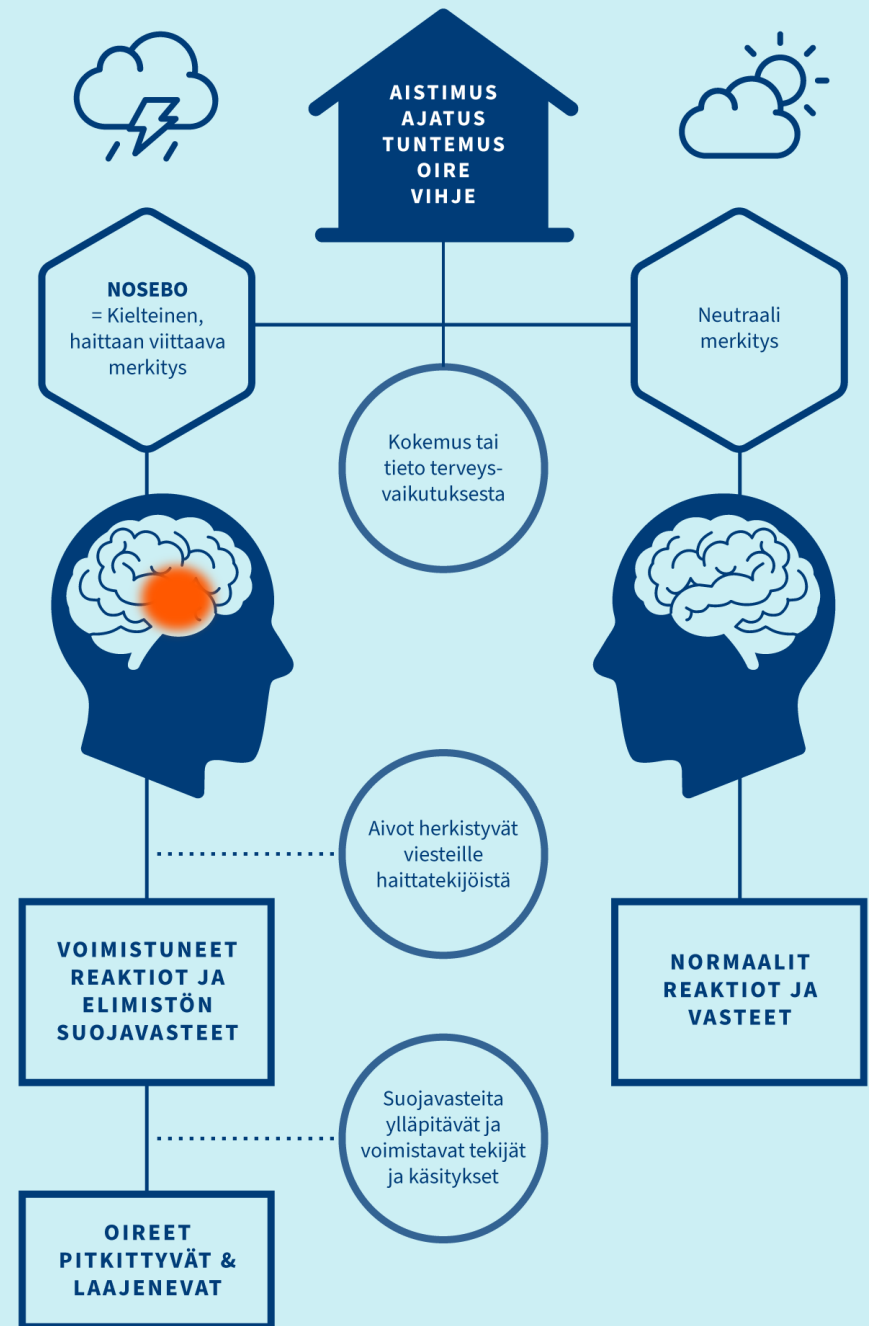 AISTIMUS
AJATUS
TUNTEMUS
OIRE
VIHJE
NOSEBO
= Kielteinen,
haittaan viittaava
merkitys
Neutraali
merkitys
Kokemus tai
tieto terveys-
vaikutuksesta
Aivot herkistyvät
viesteille
haittatekijöistä
VOIMISTUNEET
REAKTIOT JA
ELIMISTÖN
SUOJAVASTEET
NORMAALIT
REAKTIOT JA
VASTEET
Suojavasteita
ylläpitävät ja
voimistavat tekijät
ja käsitykset
OIREET
PITKITTYVÄT &
LAAJENEVAT